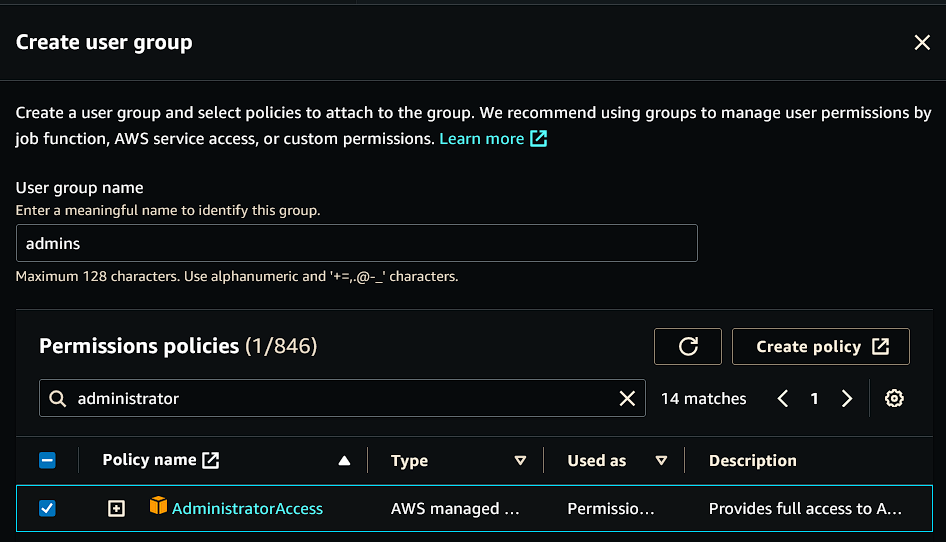 Create user group
Create a user group and select policies to attach to the group. We recommend using groups to manage user permissions by
job function, AWS service access, or custom permissions. Learn more
User group name
Enter a meaningful name to identify this group.
admins
Maximum 128 characters. Use alphanumeric and '+=,.@-_' characters.
Permissions policies (1/846)
Create policy
administrator
14 matches
1
Policy name
Type
Used as
Description
AdministratorAccess
AWS managed ...
Permissio...
Provides full access to A...